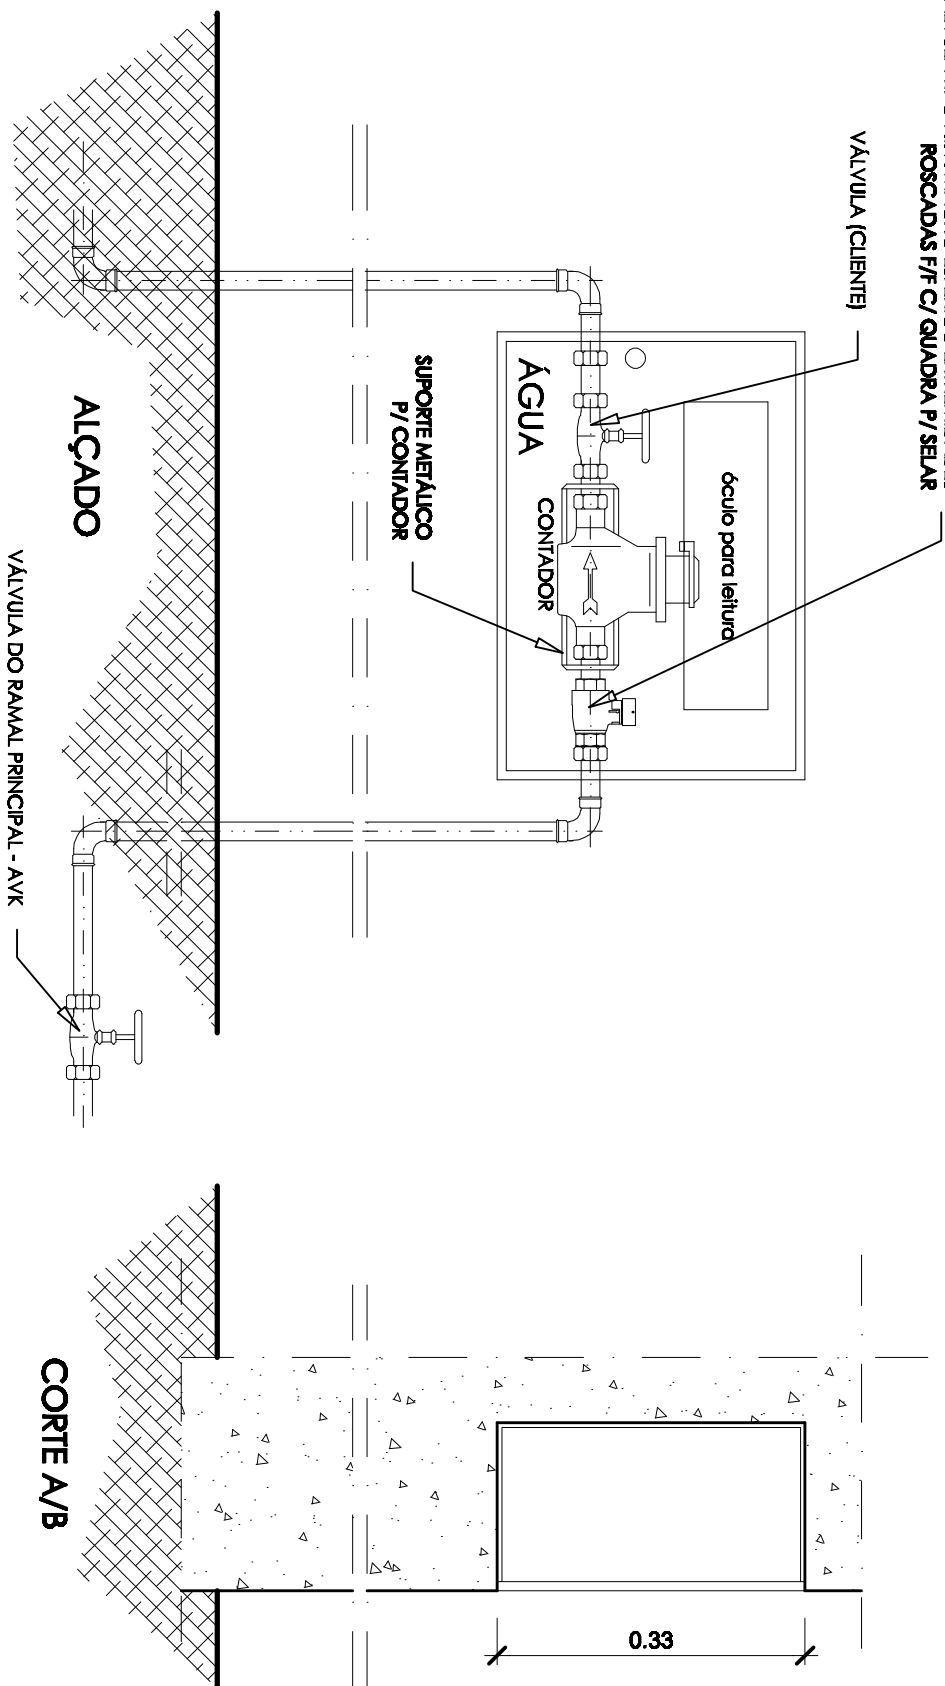 ROSCADAS F/F C/ QUADRA P/ SELAR
VÁLVULA (CLIENTE)
óculo para leitura
ÁGUA
CONTADOR
SUPORTE METÁLICO
P/ CONTADOR
ALÇADO
VÁLVULA DO RAMAL PRINCIPAL - AVK
0.33
CORTE A/B